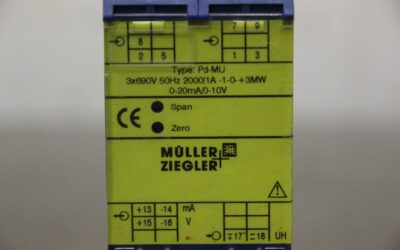 8
2 5
7 9
1 3
Type: Pd-MU
3x690V 50Hz 2000/1A -1-0-+3MW
0-20mA/0-10V
CE
Span
Zero
MÜLLER
ZIEGLER
+13 -14 mA
+15 -16 V
17 18 UH